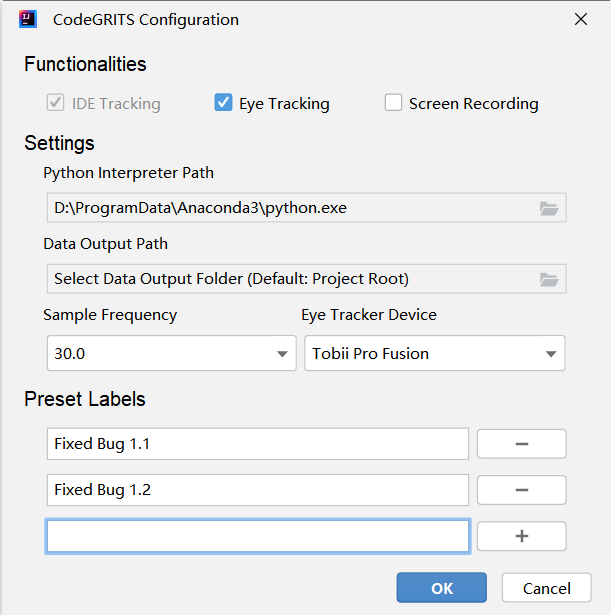 CodeGRITS Configuration
Functionalities
IDE Tracking Eye Tracking Screen Recording
Settings
Python Interpreter Path
D:\ProgramData\Anaconda3\python.exe
Data Output Path
Select Data Output Folder (Default: Project Root)
Sample Frequency Eye Tracker Device
30.0 Tobii Pro Fusion
Preset Labels
Fixed Bug 1.1
Fixed Bug 1.2
OK Cancel